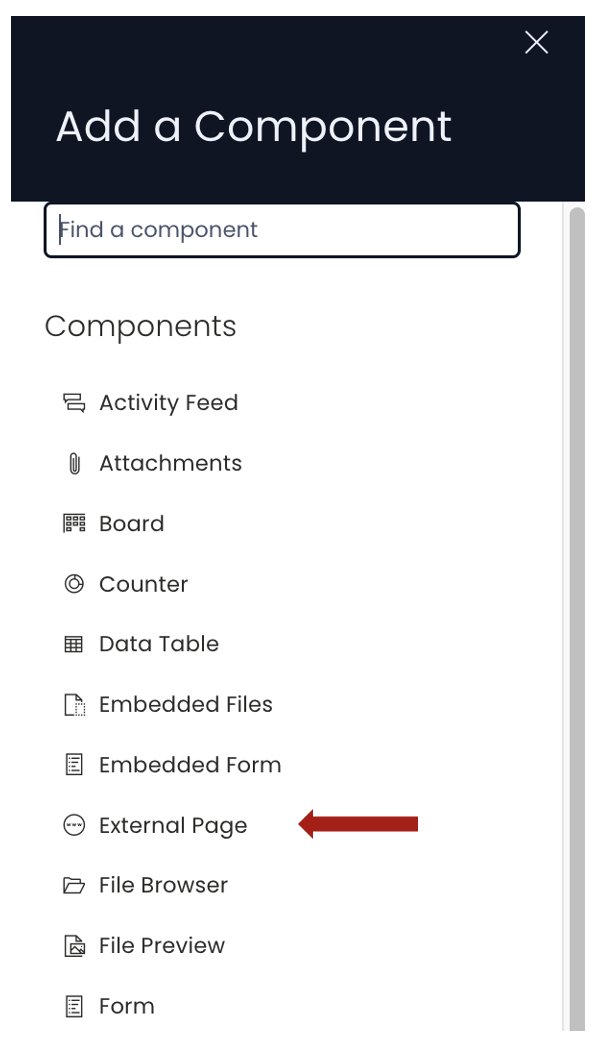 Add a Component
Find a component
Components
Activity Feed
Attachments
Board
Counter
Data Table
Embedded Files
Embedded Form
www External Page
File Browser
File Preview
Form